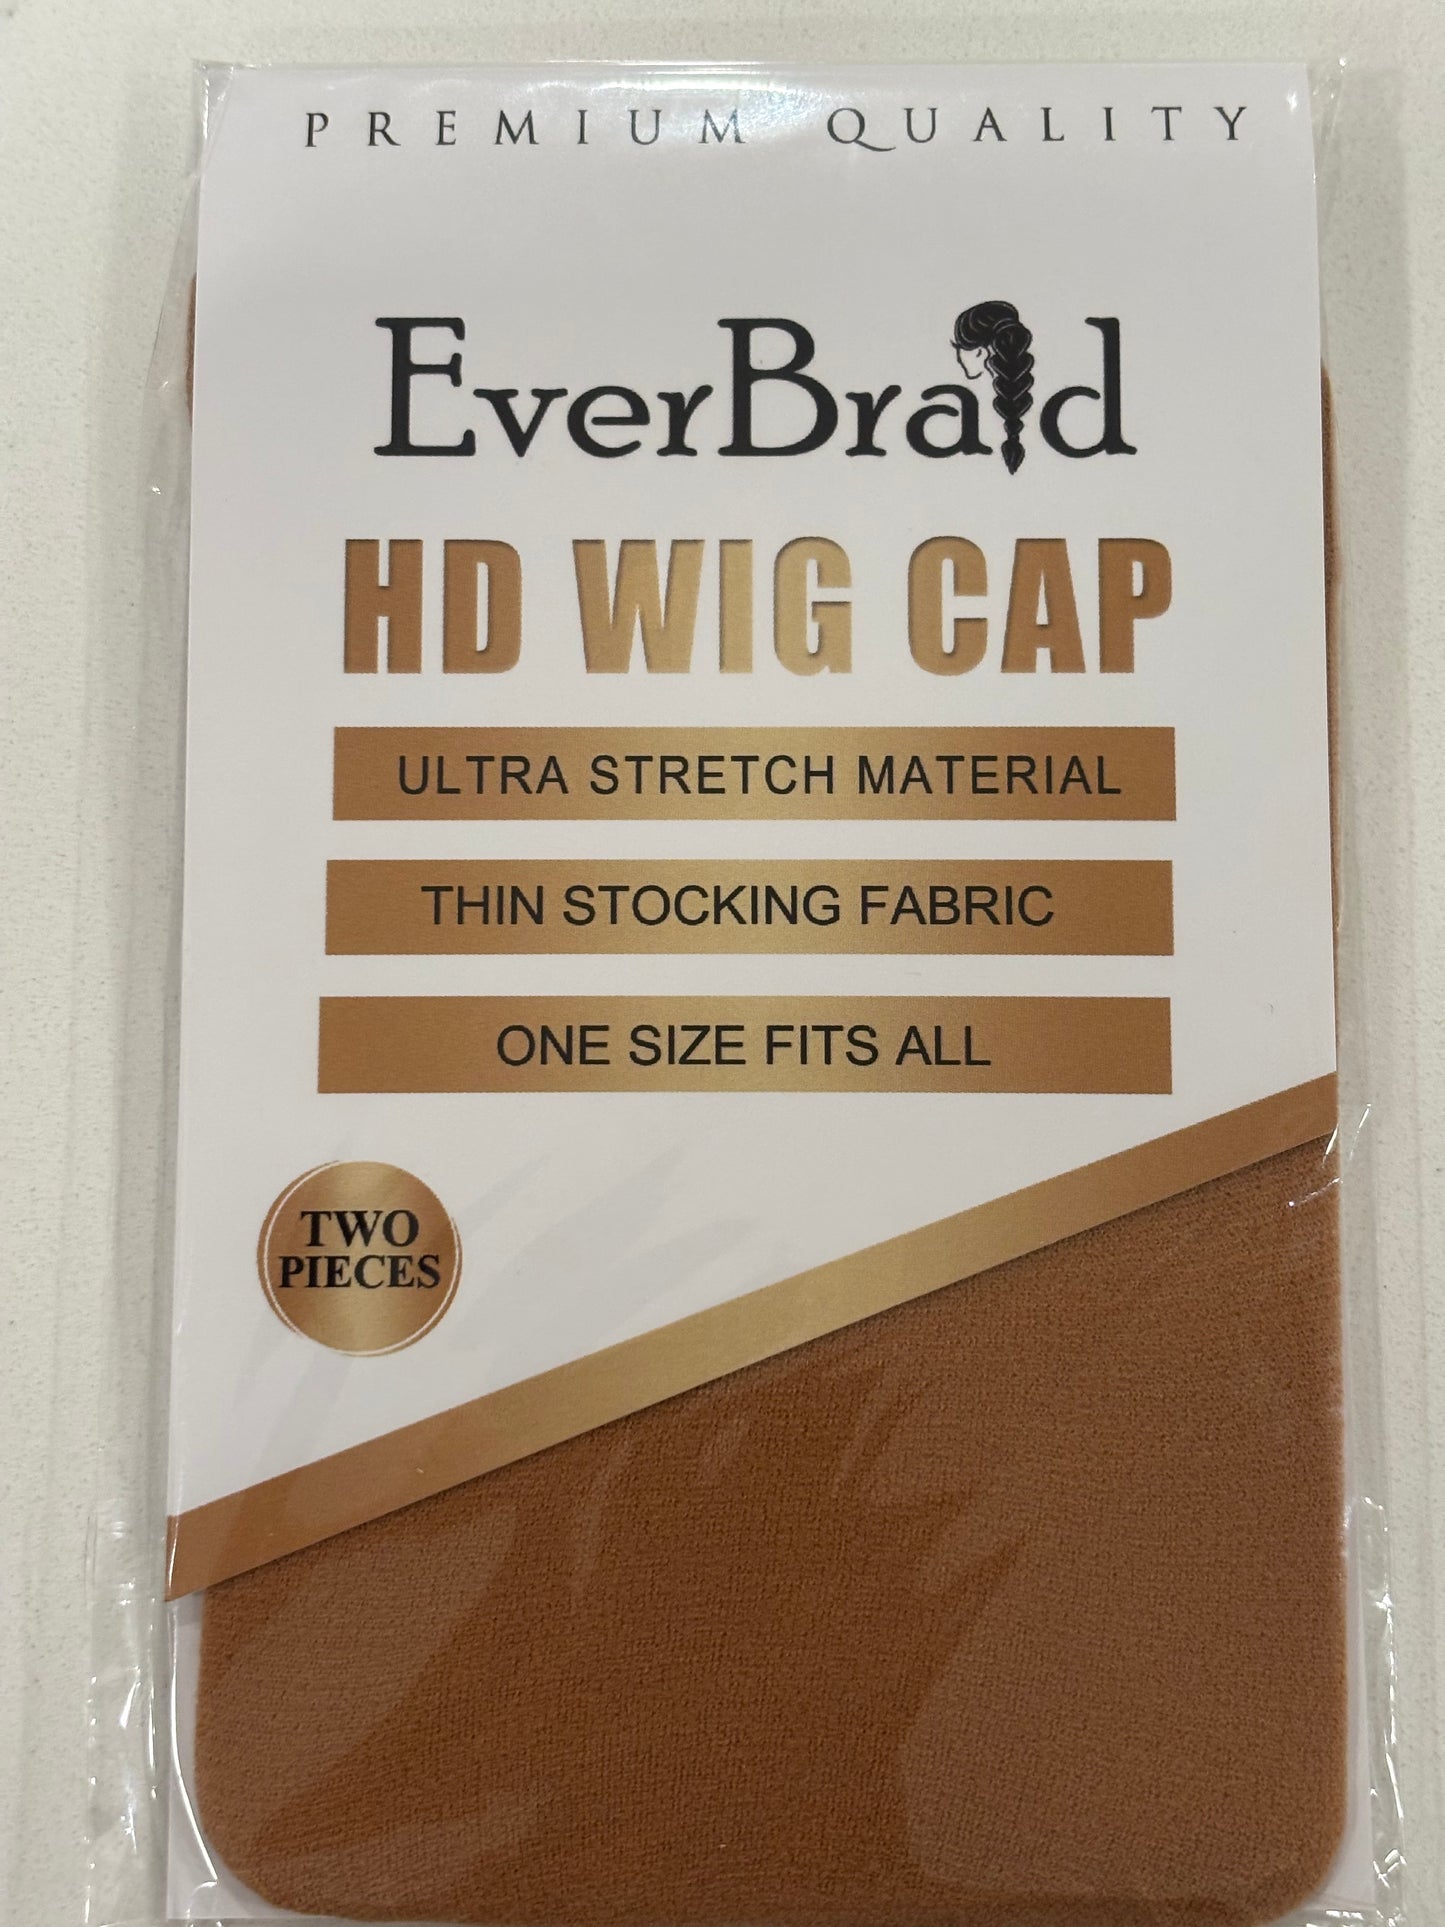 PREMIUM QUALITY
EverBraid
HD WIG CAP
ULTRA STRETCH MATERIAL
THIN STOCKING FABRIC
ONE SIZE FITS ALL
TWO
PIECES